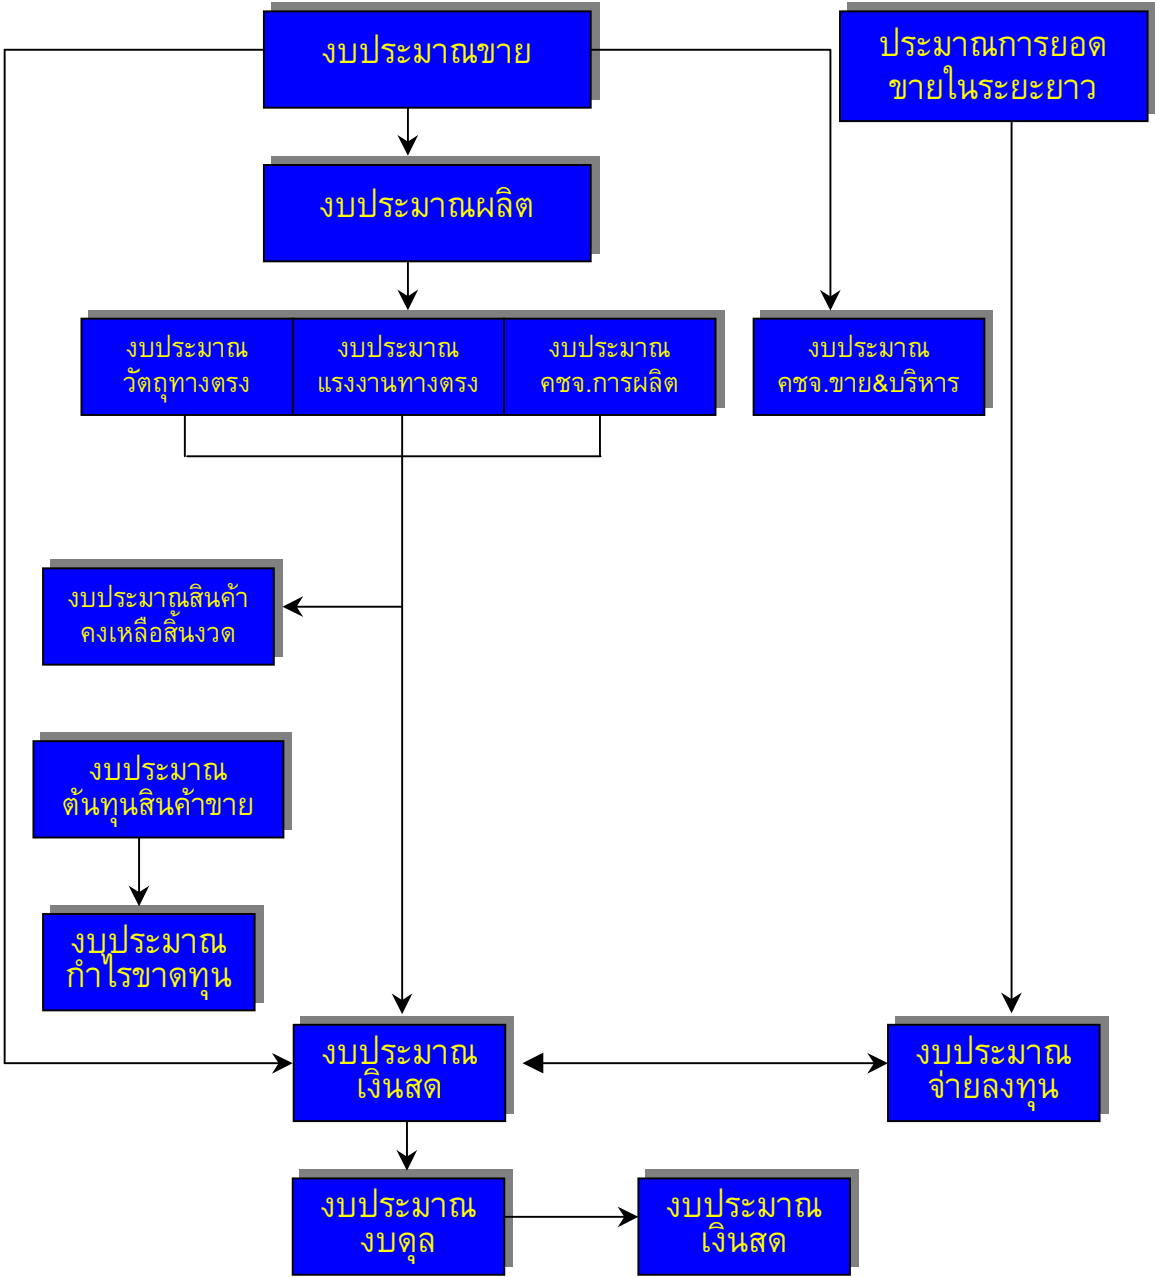 งบประมาณขาย
ประมาณการยอด
ขายในระยะยาว
งบประมาณผลิต
งบประมาณ
วัตถุทางตรง
งบประมาณ
แรงงานทางตรง
งบประมาณ
คชจ.การผลิต
งบประมาณ
คชจ.ขาย&บริหาร
งบประมาณสินค้า
คงเหลือสิ้นงวด
งบประมาณ
ต้นทุนสินค้าขาย
งบประมาณ
กำไรขาดทุน
งบประมาณ
เงินสด
งบประมาณ
จ่ายลงทุน
งบประมาณ
งบดุล
งบประมาณ
เงินสด